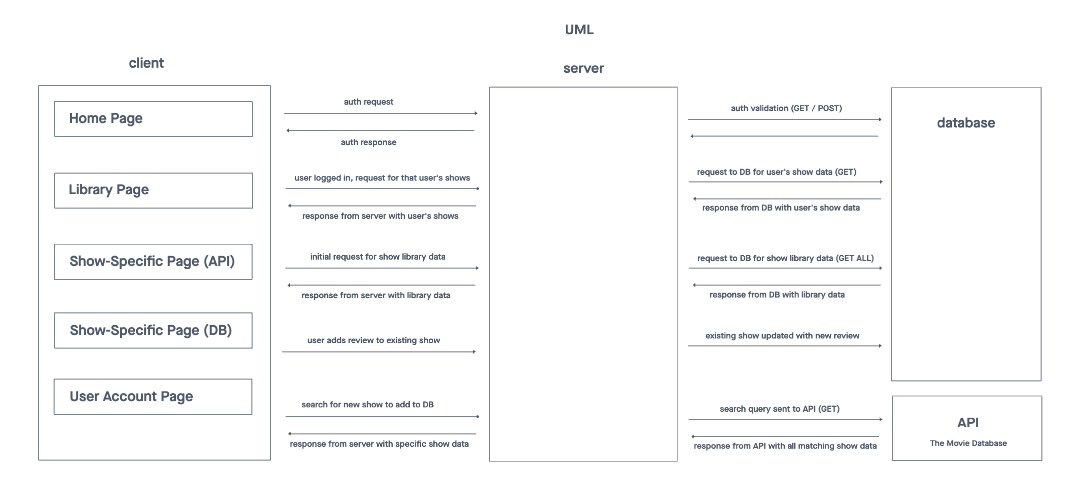 UML
client
server
Home Page
Library Page
Show-Specific Page (API)
Show-Specific Page (DB)
User Account Page
auth request
auth response
user logged in, request for that user's shows
response from server with user's shows
initial request for show library data
response from server with library data
user adds review to existing show
search for new show to add to DB
response from server with specific show data
auth validation (GET / POST)
request to DB for user's show data (GET)
response from DB with user's show data
request to DB for show library data (GET ALL)
response from DB with library data
existing show updated with new review
search query sent to API (GET)
response from API with all matching show data
database
API
The Movie Database